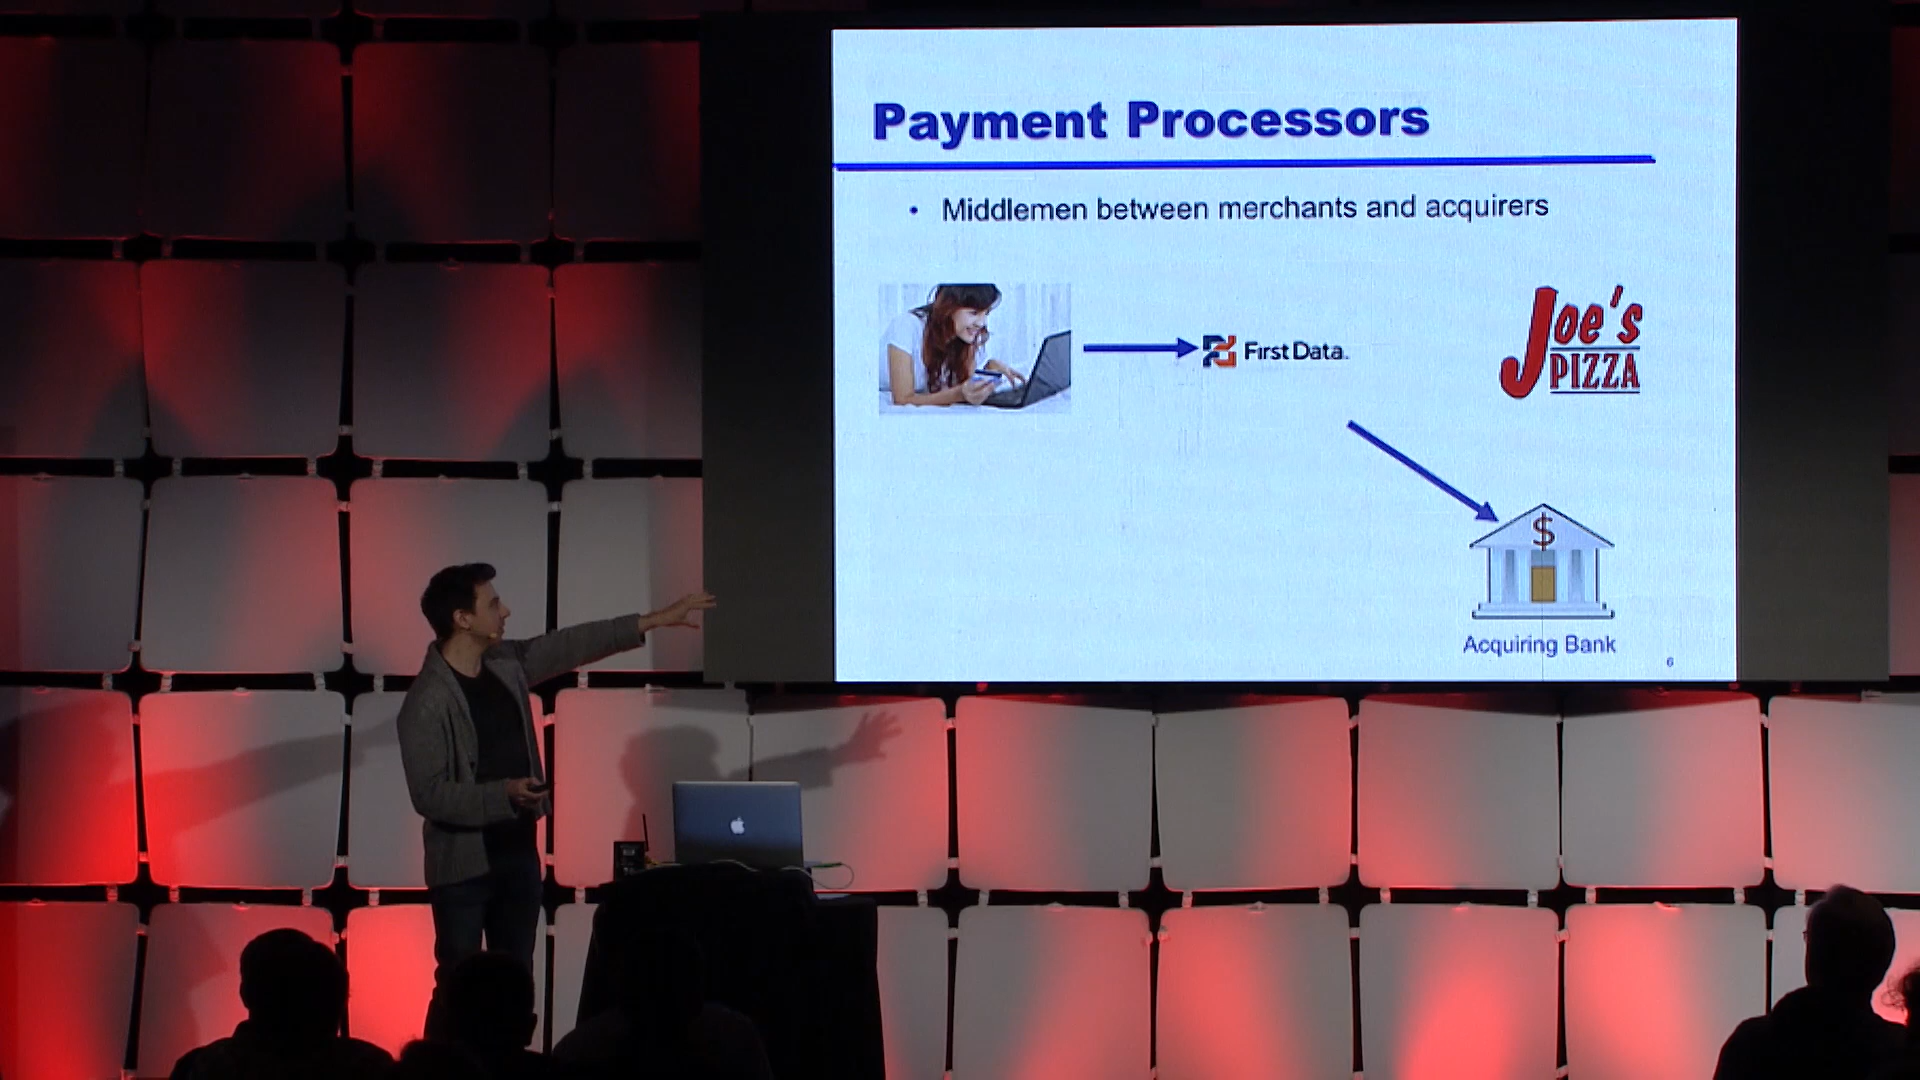 Payment Processors
• Middlemen between merchants and acquirers
First Data.
Joe's
PIZZA
$
Acquiring Bank
6